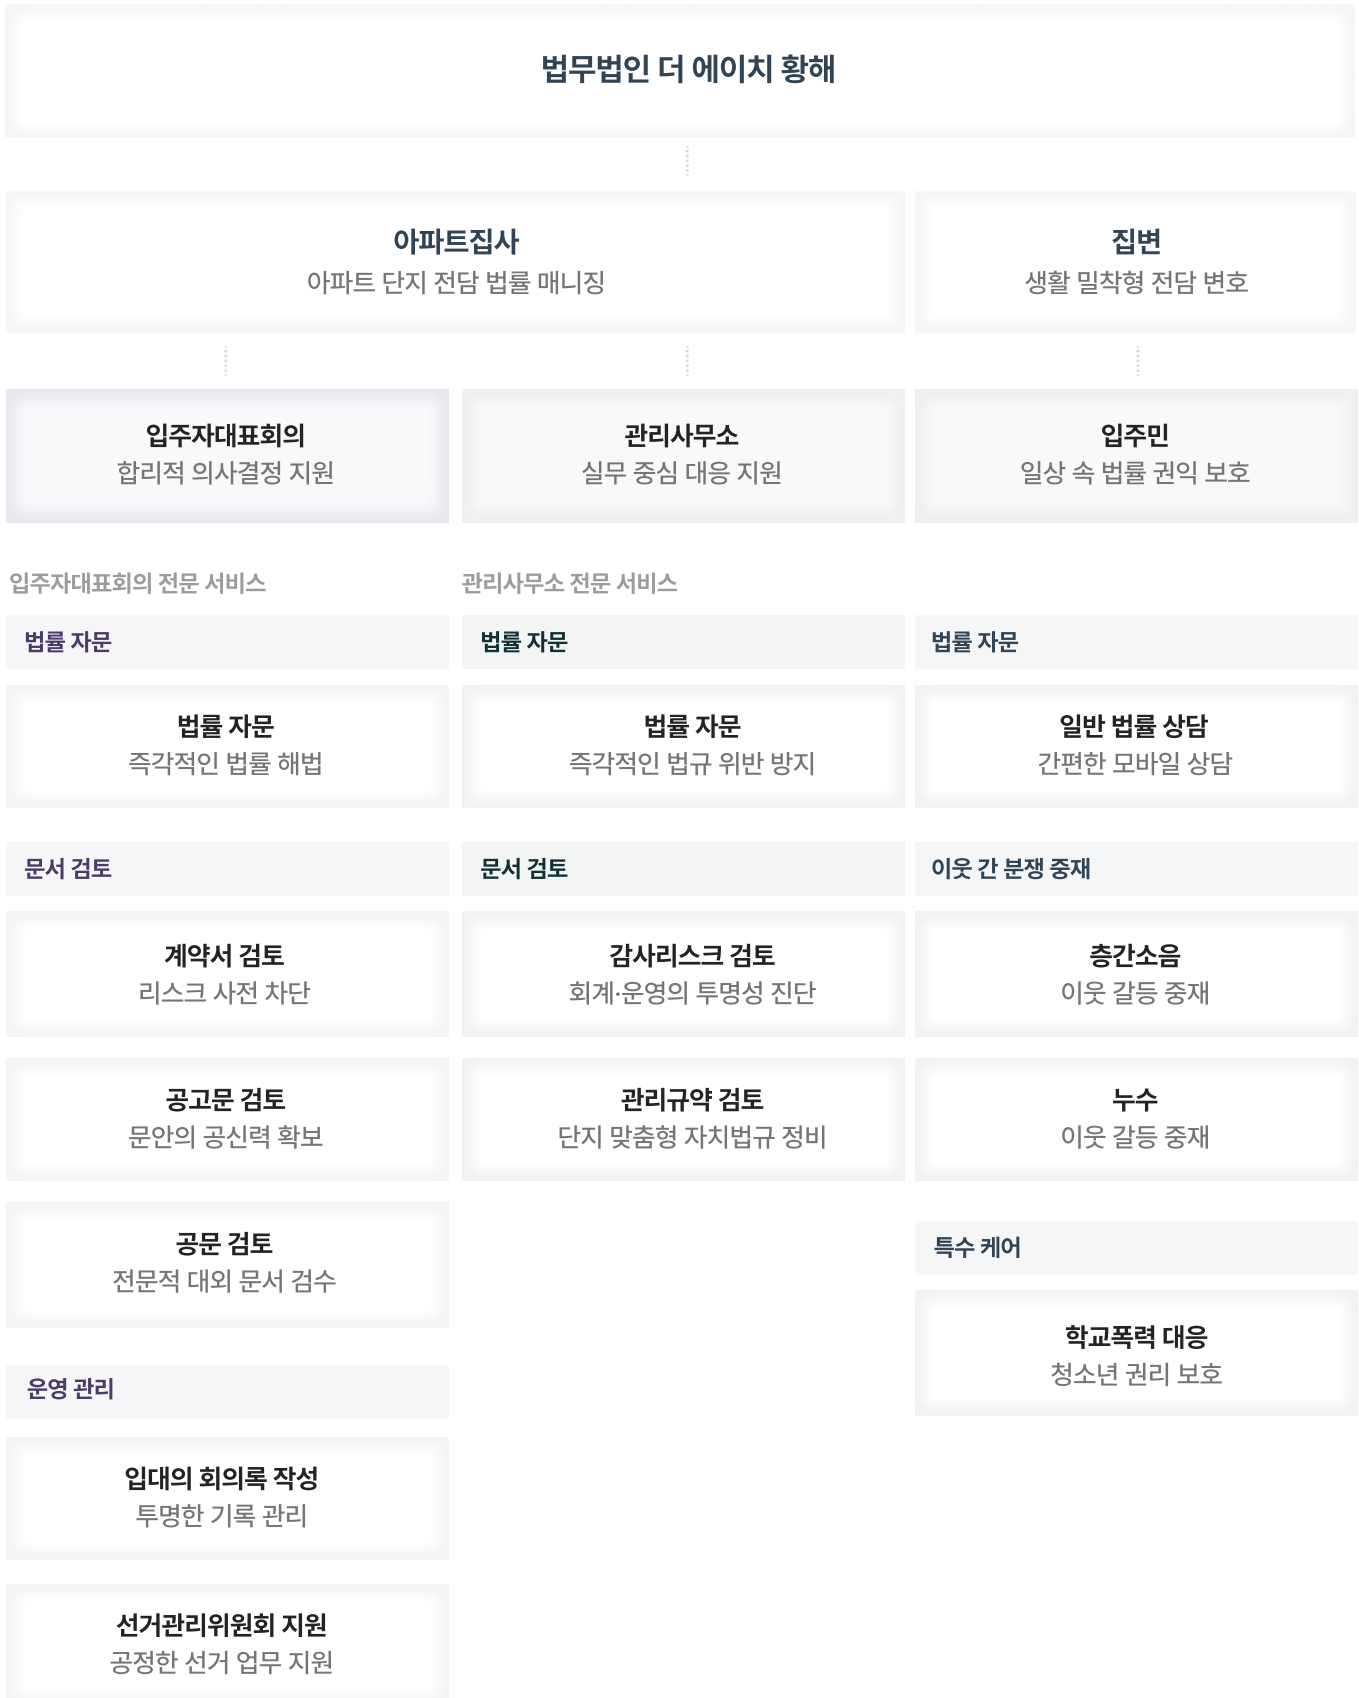 법무법인 더 에이치 황해
아파트집사
아파트 단지 전담 법률 매니징
집변
생활 밀착형 전담 변호
입주자대표회의
합리적 의사결정 지원
관리사무소
실무 중심 대응 지원
입주민
일상 속 법률 권익 보호
입주자대표회의 전문 서비스
법률 자문
법률 자문
즉각적인 법률 해법
문서 검토
계약서 검토
리스크 사전 차단
공고문 검토
문안의 공신력 확보
공문 검토
전문적 대외 문서 검수
운영 관리
입대의 회의록 작성
투명한 기록 관리
선거관리위원회 지원
공정한 선거 업무 지원
관리사무소 전문 서비스
법률 자문
법률 자문
즉각적인 법규 위반 방지
문서 검토
감사리스크 검토
회계·운영의 투명성 진단
관리규약 검토
단지 맞춤형 자치법규 정비
법률 자문
일반 법률 상담
간편한 모바일 상담
이웃 간 분쟁 중재
층간소음
이웃 갈등 중재
누수
이웃 갈등 중재
특수 케어
학교폭력 대응
청소년 권리 보호